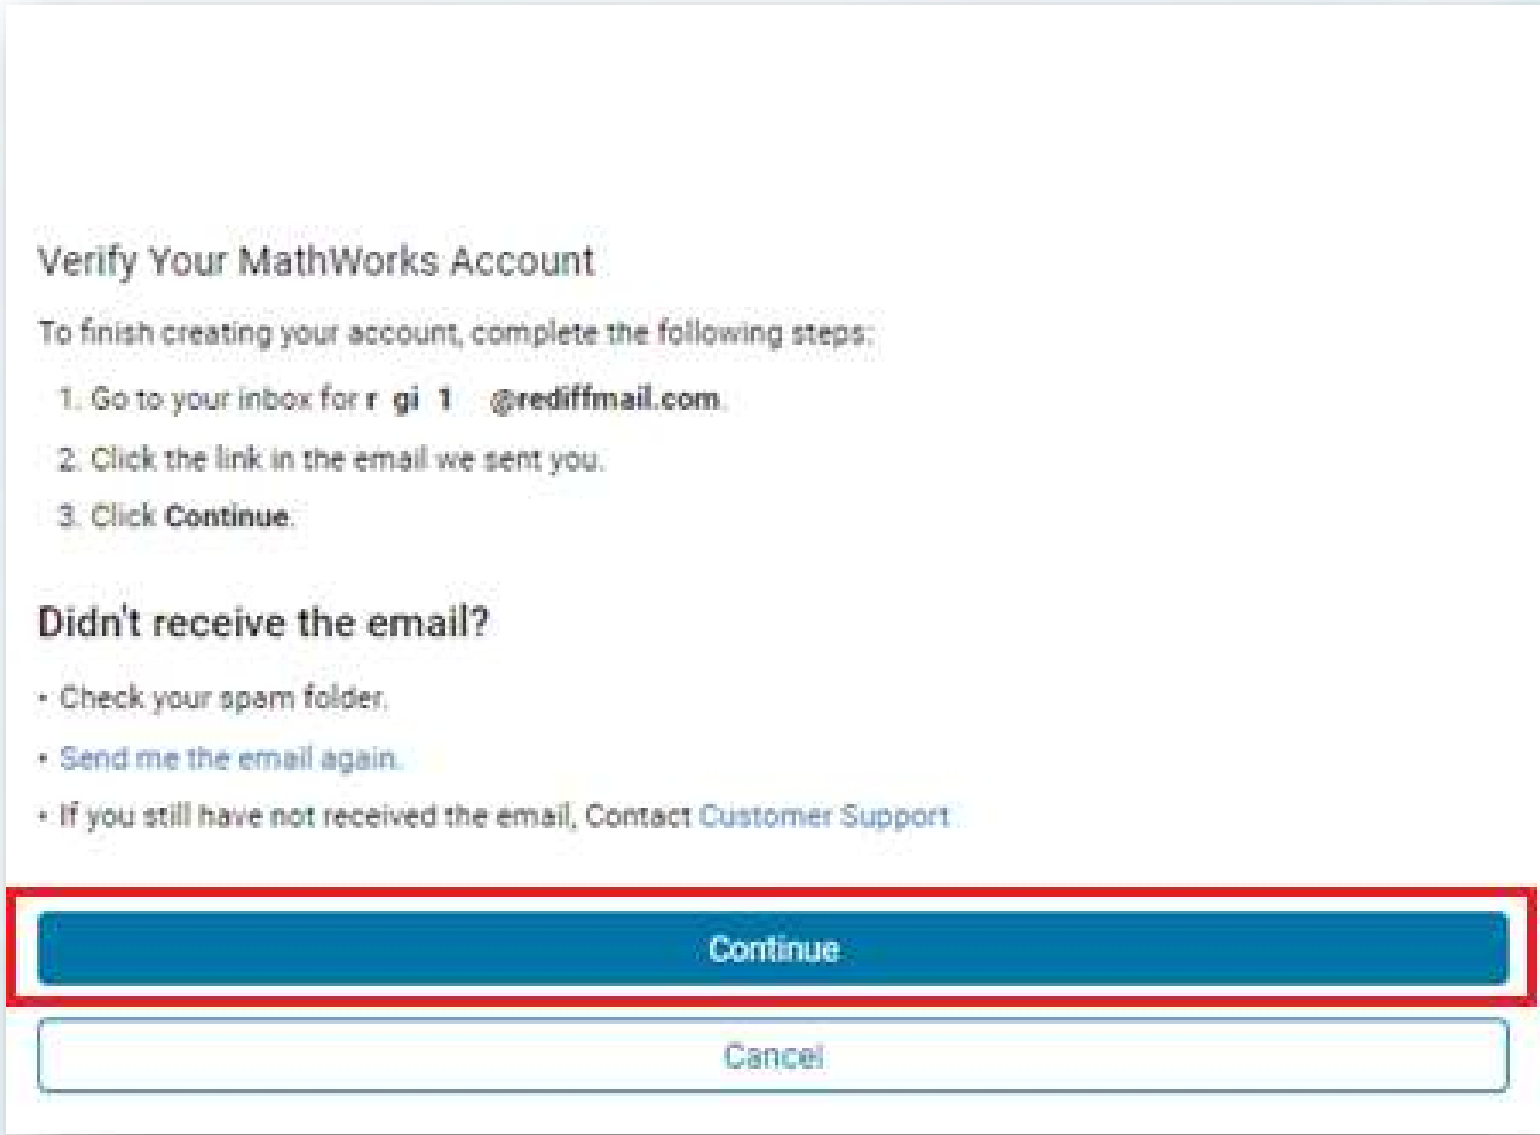 Verify Your MathWorks Account
To finish creating your account, complete the following steps:
1. Go to your inbox for r gi 1 @rediffmail.com.
2. Click the link in the email we sent you.
3. Click Continue.
Didn't receive the email?
• Check your spam folder.
• Send me the email again.
• If you still have not received the email, Contact Customer Support
Continue
Cancel